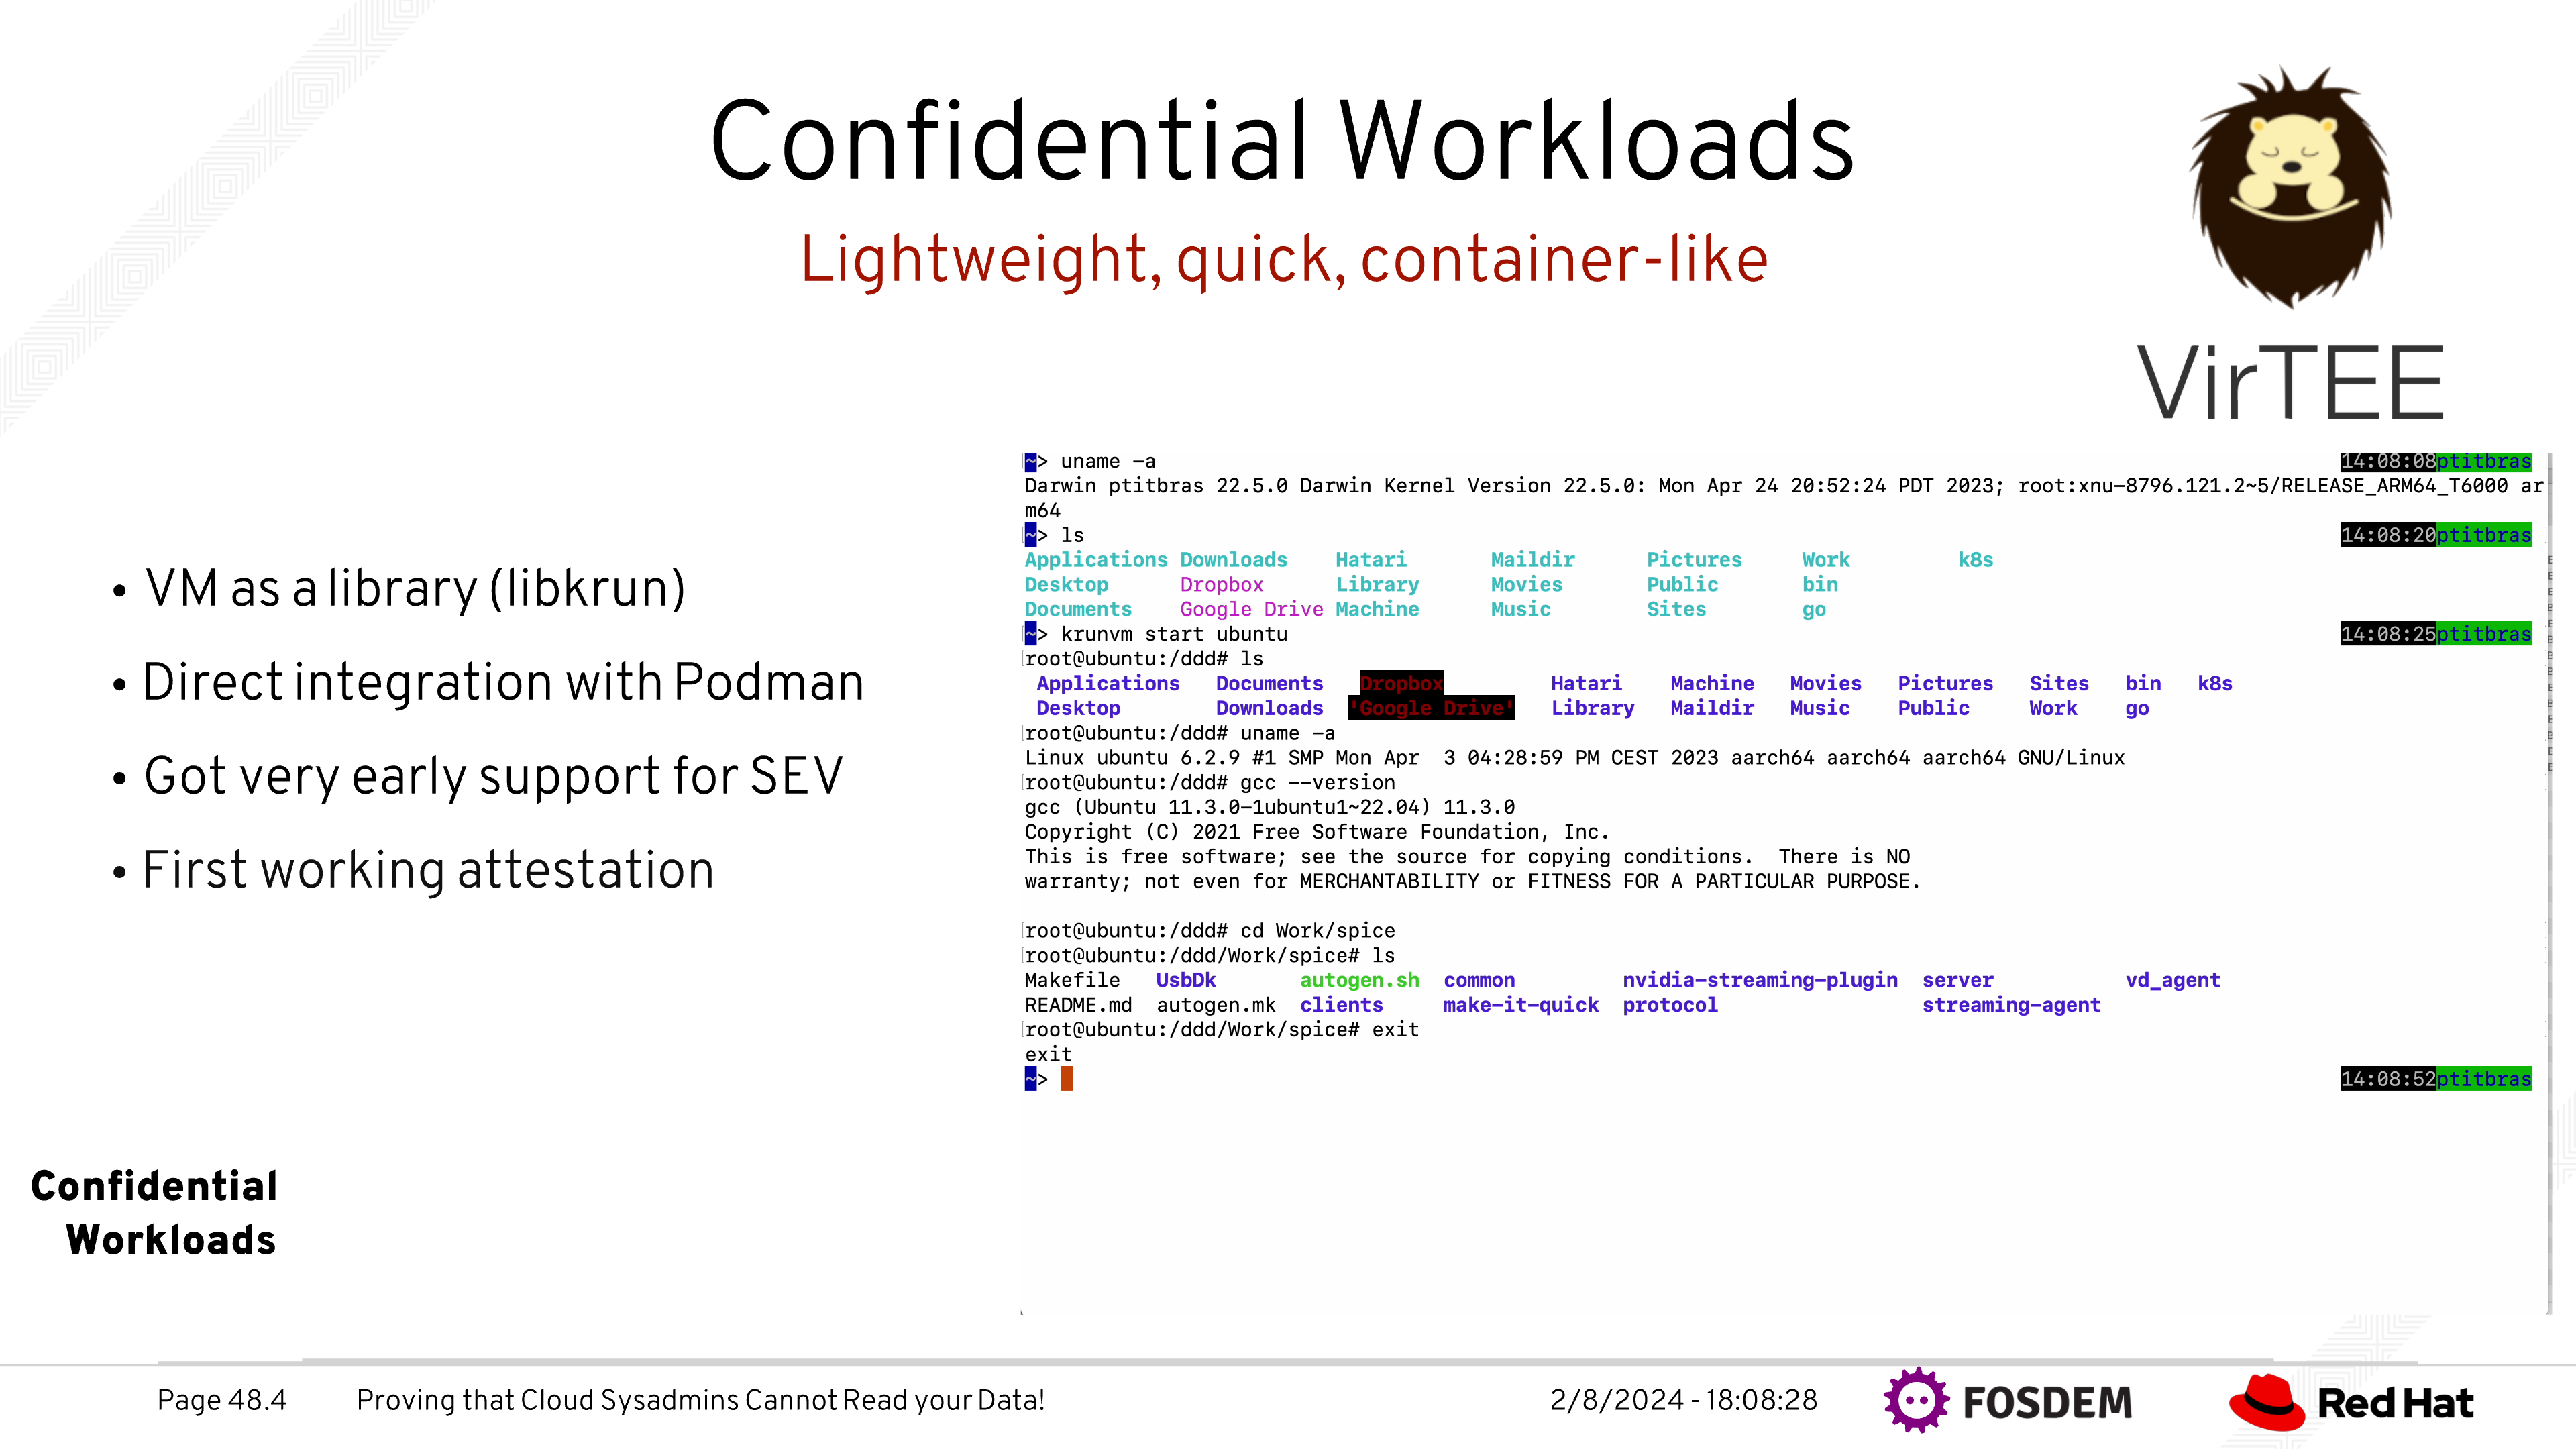 Confidential Workloads
Lightweight, quick, container-like
VirTEE
• VM as a library (libkrun)
• Direct integration with Podman
• Got very early support for SEV
• First working attestation
~> uname -a 14:08:08ptitbras
Darwin ptitbras 22.5.0 Darwin Kernel Version 22.5.0: Mon Apr 24 20:52:24 PDT 2023; root:xnu-8796.121.2~5/RELEASE_ARM64_T6000 ar
m64
~> ls 14:08:20ptitbras
Applications Downloads Hatari Maildir Pictures Work k8s
Desktop Dropbox Library Movies Public bin
Documents Google Drive Machine Music Sites go
~> krunvm start ubuntu 14:08:25ptitbras
root@ubuntu:/ddd# ls
Applications Documents Dropbox Hatari Machine Movies Pictures Sites bin k8s
Desktop Downloads 'Google Drive' Library Maildir Music Public Work go
root@ubuntu:/ddd# uname -a
Linux ubuntu 6.2.9 #1 SMP Mon Apr  3 04:28:59 PM CEST 2023 aarch64 aarch64 aarch64 GNU/Linux
root@ubuntu:/ddd# gcc --version
gcc (Ubuntu 11.3.0-1ubuntu1~22.04) 11.3.0
Copyright (C) 2021 Free Software Foundation, Inc.
This is free software; see the source for copying conditions.  There is NO
warranty; not even for MERCHANTABILITY or FITNESS FOR A PARTICULAR PURPOSE.
root@ubuntu:/ddd# cd Work/spice
root@ubuntu:/ddd/Work/spice# ls
Makefile UsbDk autogen.sh common nvidia-streaming-plugin server vd_agent
README.md autogen.mk clients make-it-quick protocol streaming-agent
root@ubuntu:/ddd/Work/spice# exit
exit
~> 14:08:52ptitbras
Confidential
Workloads
Page 48.4 Proving that Cloud Sysadmins Cannot Read your Data! 2/8/2024 - 18:08:28 FOSDEM Red Hat